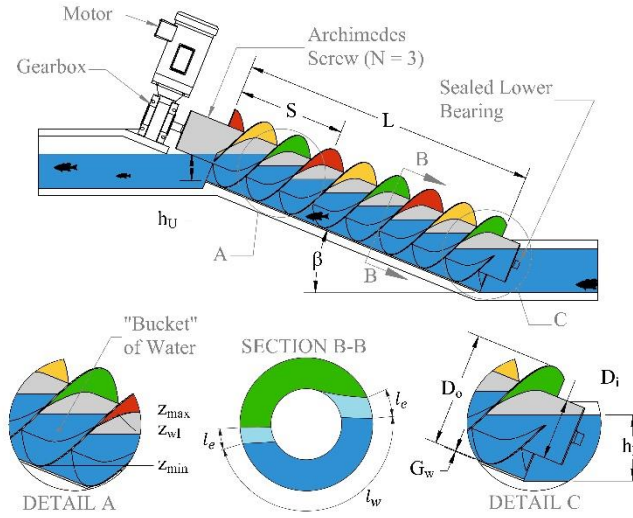 Motor
Gearbox
Archimedes
Screw (N = 3)
Sealed Lower
Bearing
S
L
B
B
h_U
A
β
C
"Bucket"
of Water
SECTION B-B
z_max
z_wl
z_min
l_e
l_e
l_w
D_o
D_i
G_w
DETAIL A
DETAIL C